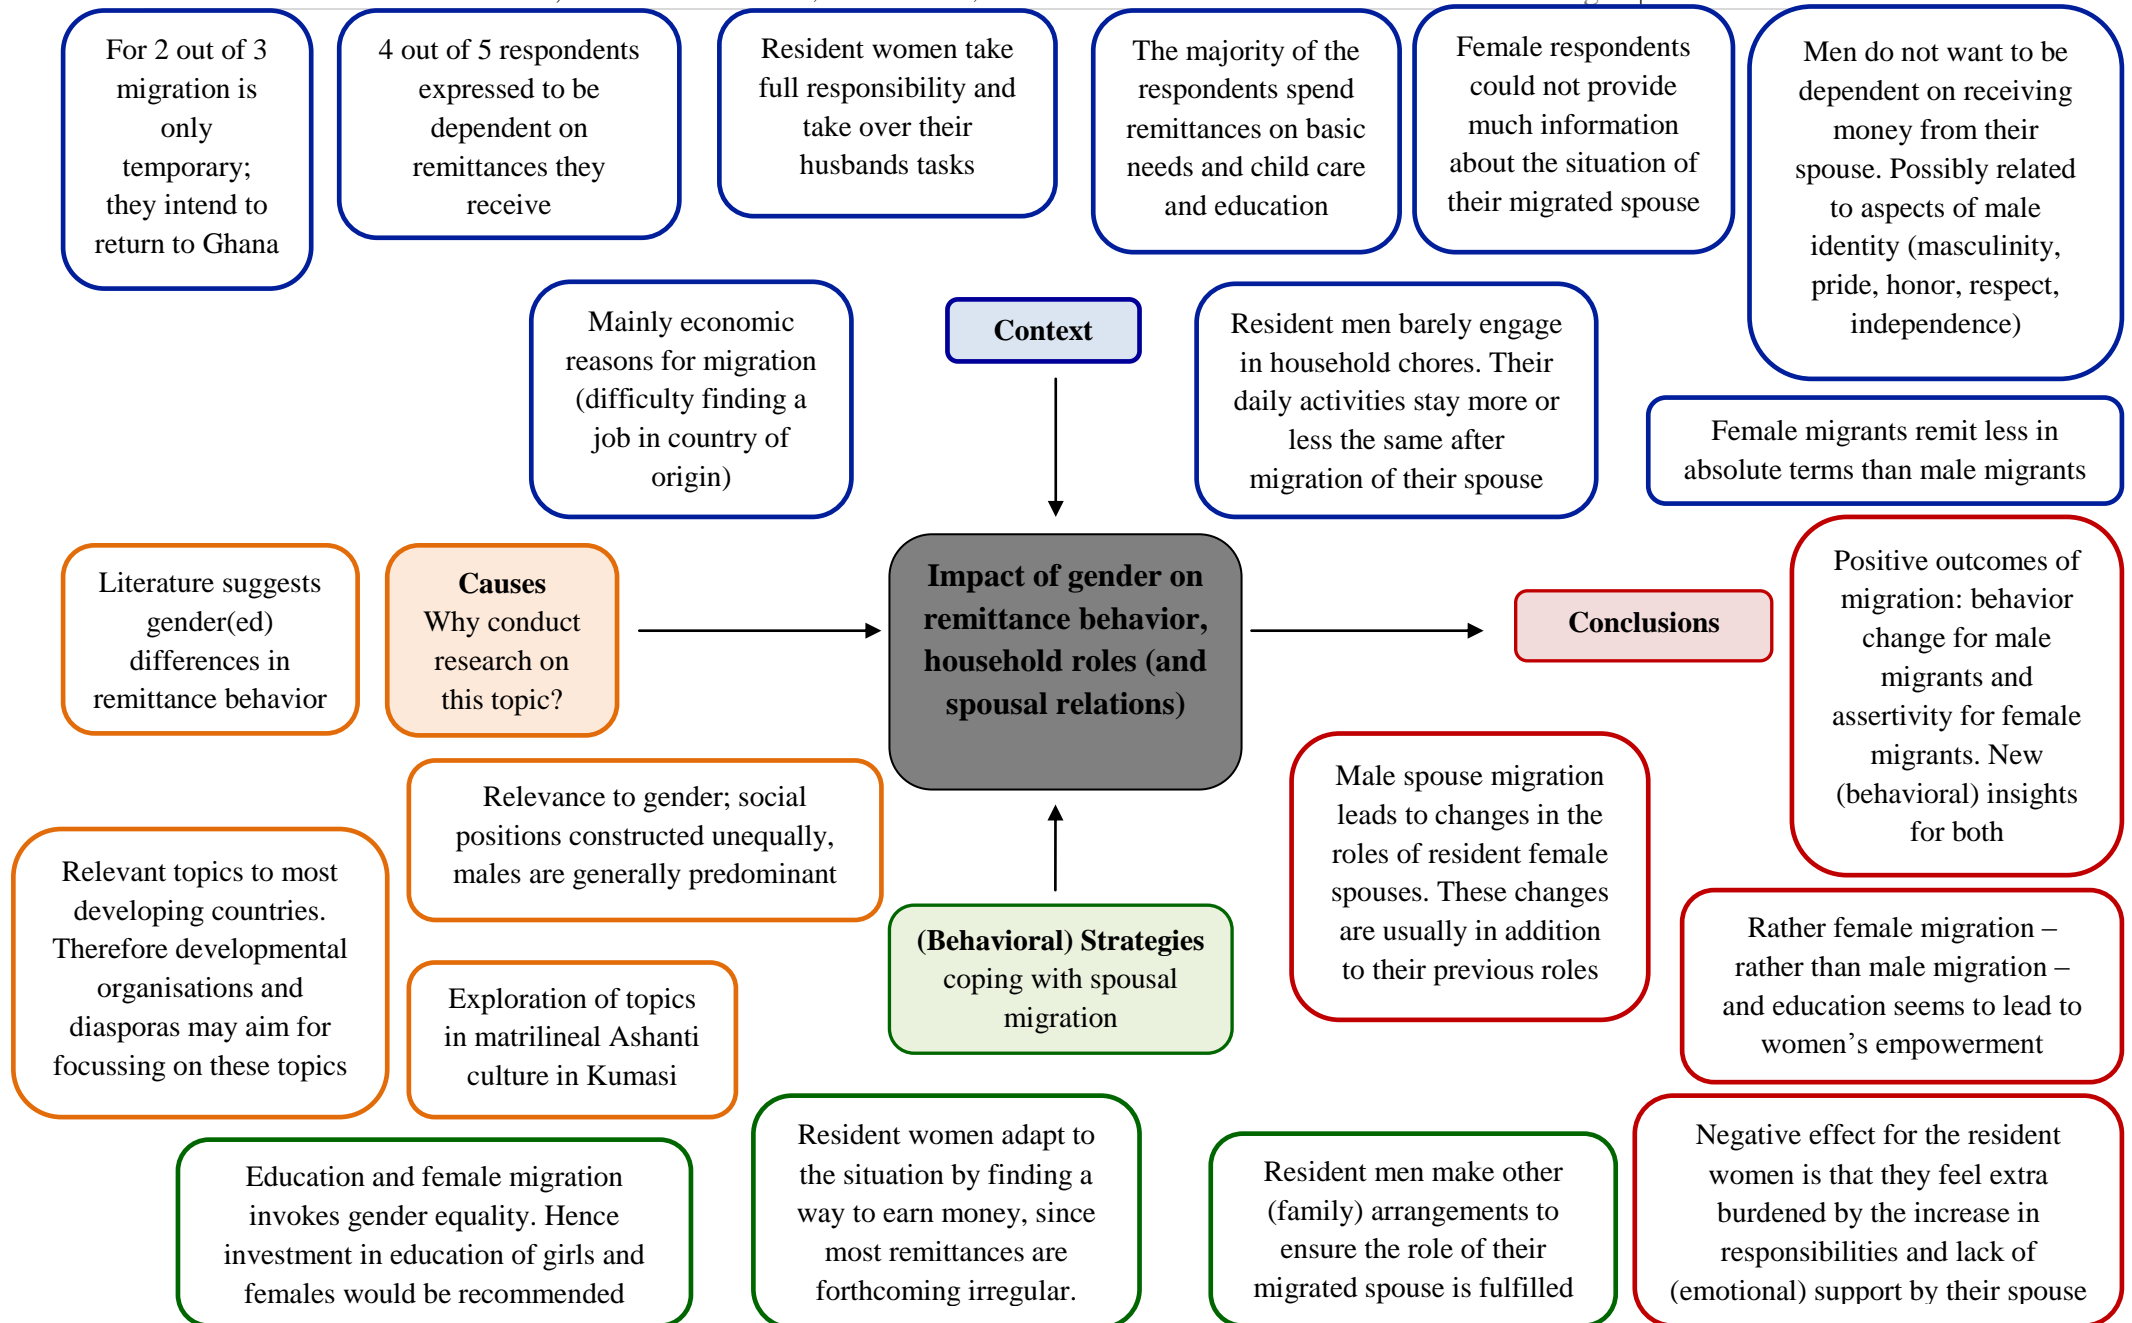 For 2 out of 3
migration is
only
temporary;
they intend to
return to Ghana
4 out of 5 respondents
expressed to be
dependent on
remittances they
receive
Resident women take
full responsibility and
take over their
husbands tasks
The majority of the
respondents spend
remittances on basic
needs and child care
and education
Female respondents
could not provide
much information
about the situation of
their migrated spouse
Men do not want to be
dependent on receiving
money from their
spouse. Possibly related
to aspects of male
identity (masculinity,
pride, honor, respect,
independence)
Mainly economic
reasons for migration
(difficulty finding a
job in country of
origin)
Context
Resident men barely engage
in household chores. Their
daily activities stay more or
less the same after
migration of their spouse
Female migrants remit less in
absolute terms than male migrants
Literature suggests
gender(ed)
differences in
remittance behavior
Causes
Why conduct
research on
this topic?
Impact of gender on
remittance behavior,
household roles (and
spousal relations)
Conclusions
Positive outcomes of
migration: behavior
change for male
migrants and
assertivity for female
migrants. New
(behavioral) insights
for both
Relevance to gender; social
positions constructed unequally,
males are generally predominant
Male spouse migration
leads to changes in the
roles of resident female
spouses. These changes
are usually in addition
to their previous roles
Relevant topics to most
developing countries.
Therefore developmental
organisations and
diasporas may aim for
focussing on these topics
Exploration of topics
in matrilineal Ashanti
culture in Kumasi
(Behavioral) Strategies
coping with spousal
migration
Rather female migration –
rather than male migration –
and education seems to lead to
women’s empowerment
Education and female migration
invokes gender equality. Hence
investment in education of girls and
females would be recommended
Resident women adapt to
the situation by finding a
way to earn money, since
most remittances are
forthcoming irregular.
Resident men make other
(family) arrangements to
ensure the role of their
migrated spouse is fulfilled
Negative effect for the resident
women is that they feel extra
burdened by the increase in
responsibilities and lack of
(emotional) support by their spouse